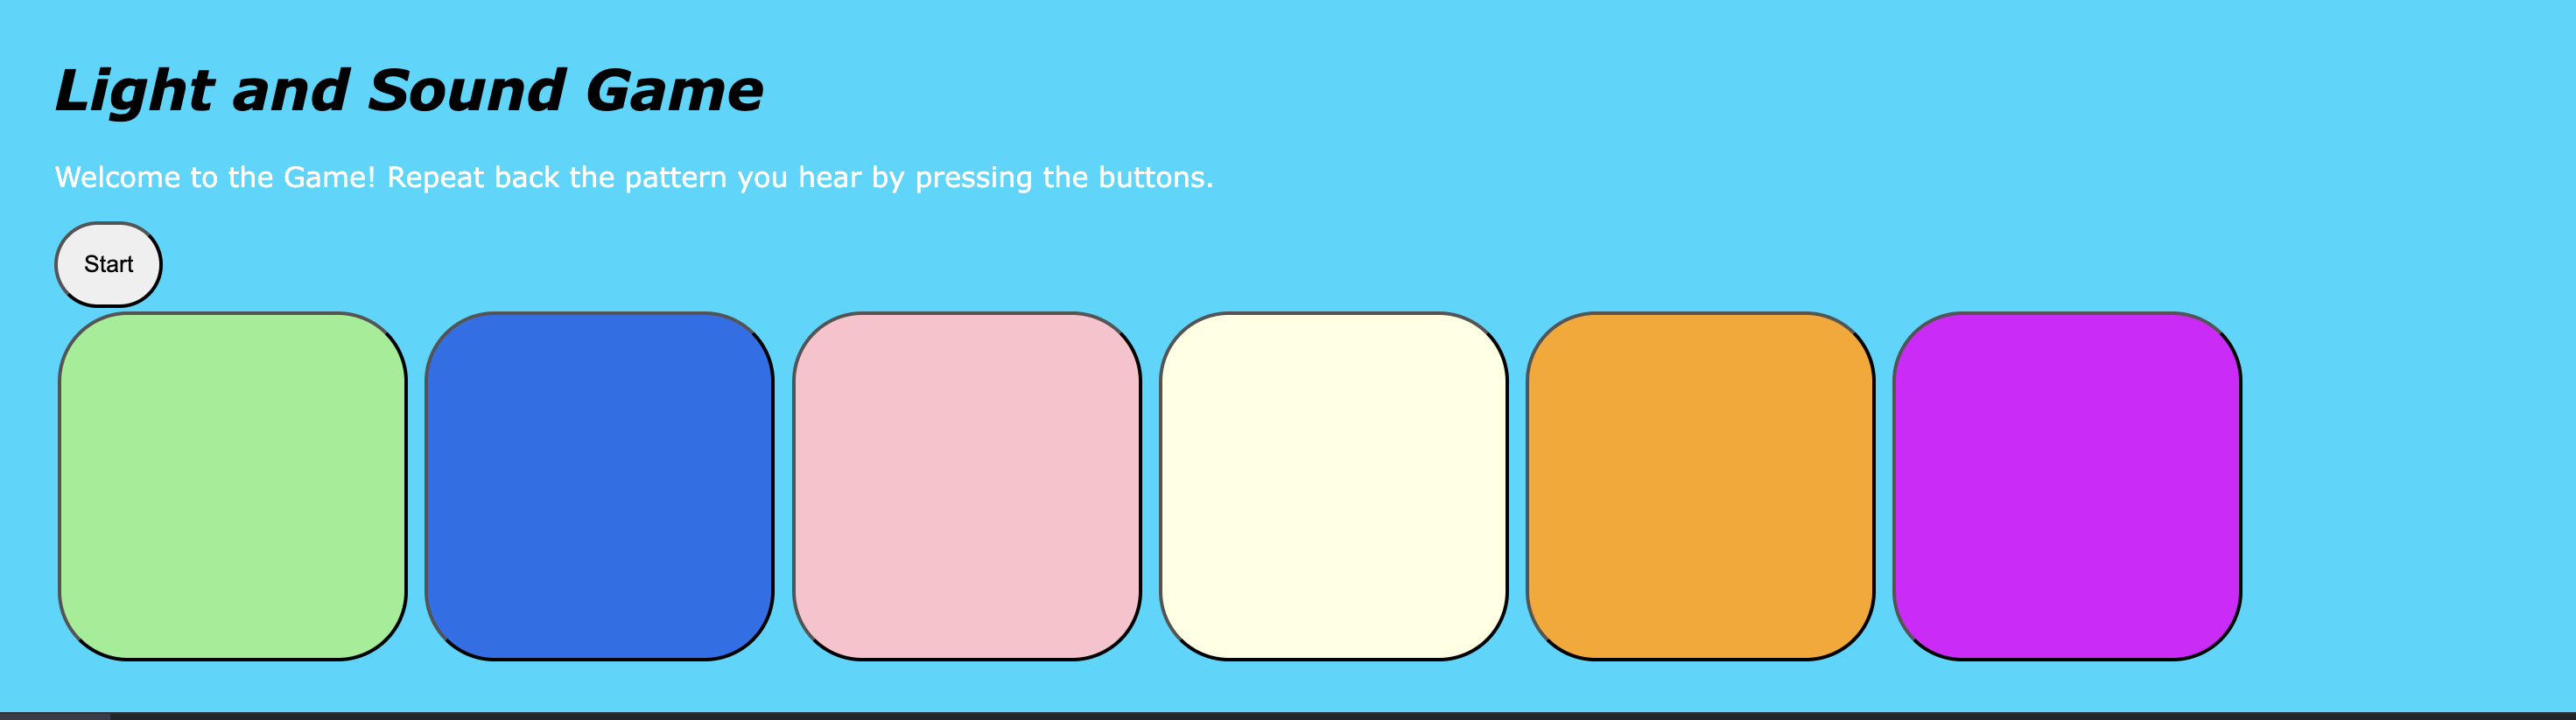 Light and Sound Game
Welcome to the Game! Repeat back the pattern you hear by pressing the buttons.
Start